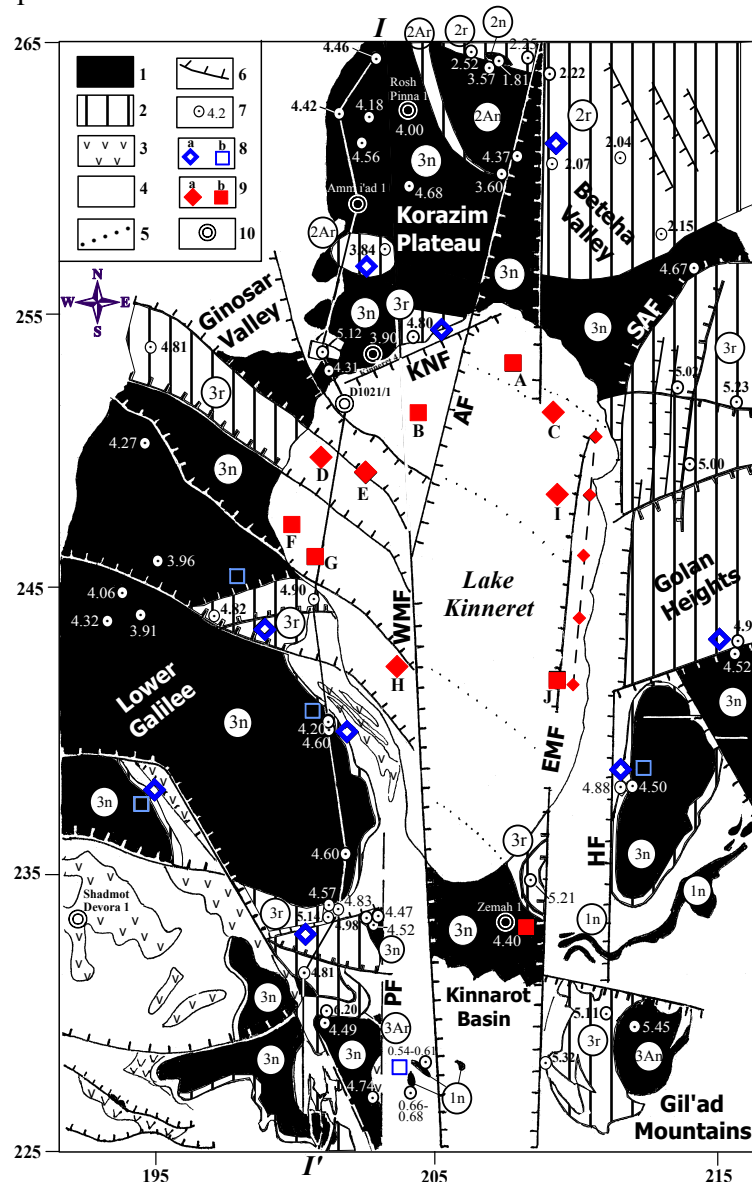 I
2Ar
2r
2n
265
4.46
2.52
2.25
3.57
1.81
2.22
1
6
2
7
4.2
3
a
b
8
4
a
b
9
5
10
Rosh
Pinna 1
4.42
4.18
4.00
2An
2r
4.56
3n
4.37
2.04
2.07
4.68
3.60
Ammi'ad 1
Korazim
Plateau
Beteha
Valley
2Ar
3.84
2.15
3n
4.67
N
W
E
S
255
Ginosar
Valley
3n
3r
4.80
3n
SAF
3r
5.12
3.90
4.81
4.31
KNF
A
D1021/1
AF
5.02
5.23
3r
B
C
4.27
3n
D
E
5.00
I
F
G
3.96
245
Lake
Kinneret
Golan
Heights
4.06
4.90
4.82
WMF
4.32
3.91
3r
4.9
4.52
H
J
3n
Lower
Galilee
3n
4.20
4.60
EMF
3n
4.88
4.50
HF
235
4.60
3r
3n
1n
Shadmot
Devora 1
4.57
4.83
4.47
5.21
3r
5.14
4.98
4.52
Zemah 1
3n
4.40
1n
3n
4.81
PF
Kinnarot
Basin
3n
4.20
3Ar
5.11
4.49
5.45
3n
3n
0.54-0.61
3r
3An
5.32
4.74
1n
0.66-
0.68
Gil'ad
Mountains
225
195
I'
205
215